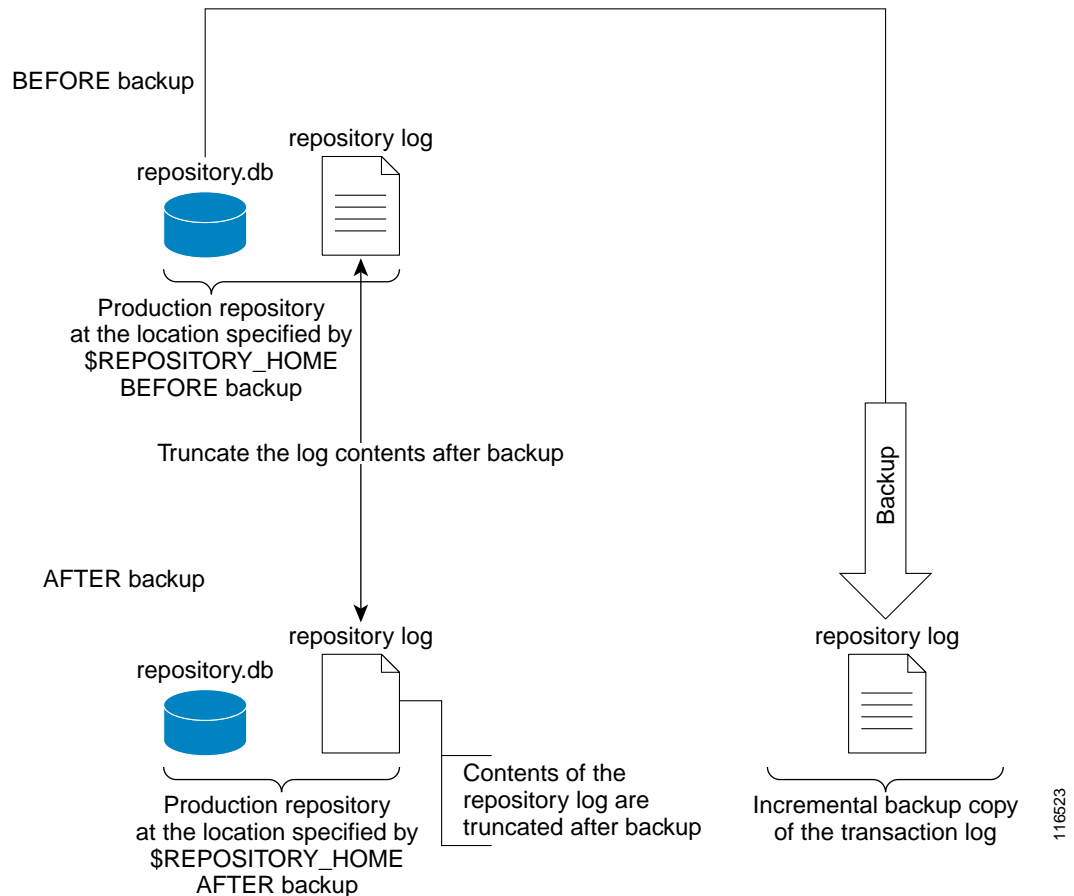 BEFORE backup
repository log
repository.db
Production repository
at the location specified by
$REPOSITORY_HOME
BEFORE backup
Truncate the log contents after backup
Backup
AFTER backup
repository log
repository.db
repository log
Contents of the
repository log are
truncated after backup
Production repository
at the location specified by
$REPOSITORY_HOME
AFTER backup
Incremental backup copy
of the transaction log
116523